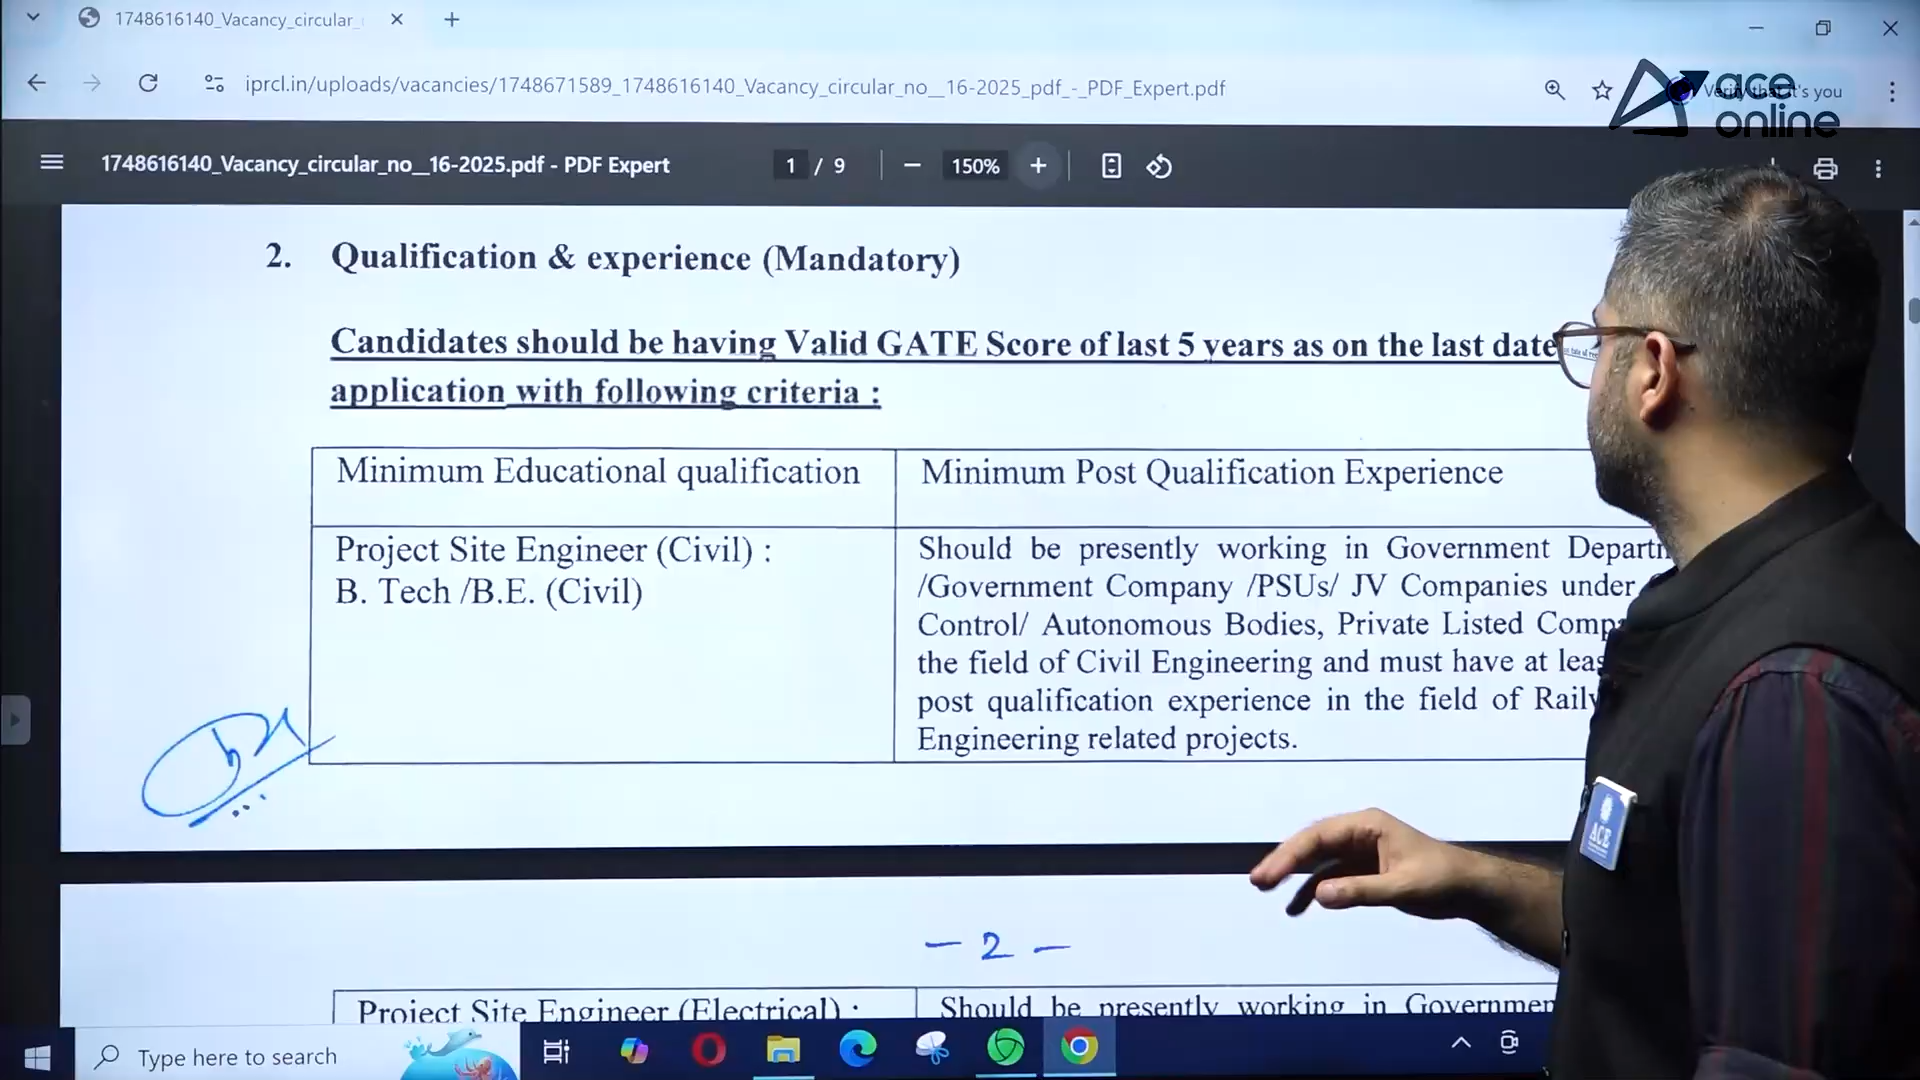 1748616140_Vacancy_circular_
iprcl.in/uploads/vacancies/1748671589_1748616140_Vacancy_circular_no__16-2025_pdf_-_PDF_Expert.pdf
Verify that it's you
ace
online
1748616140_Vacancy_circular_no__16-2025.pdf - PDF Expert
1 / 9
150%
2. Qualification & experience (Mandatory)
Candidates should be having Valid GATE Score of last 5 years as on the last date
application with following criteria :
Minimum Educational qualification
Minimum Post Qualification Experience
Project Site Engineer (Civil) :
B. Tech /B.E. (Civil)
Should be presently working in Government
/Government Company /PSUs/ JV Companies under
Control/ Autonomous Bodies, Private Listed
the field of Civil Engineering and must have at
post qualification experience in the field of
Engineering related projects.
- 2 -
Project Site Engineer (Electrical) :
Should be presently working in
ACE
Type here to search